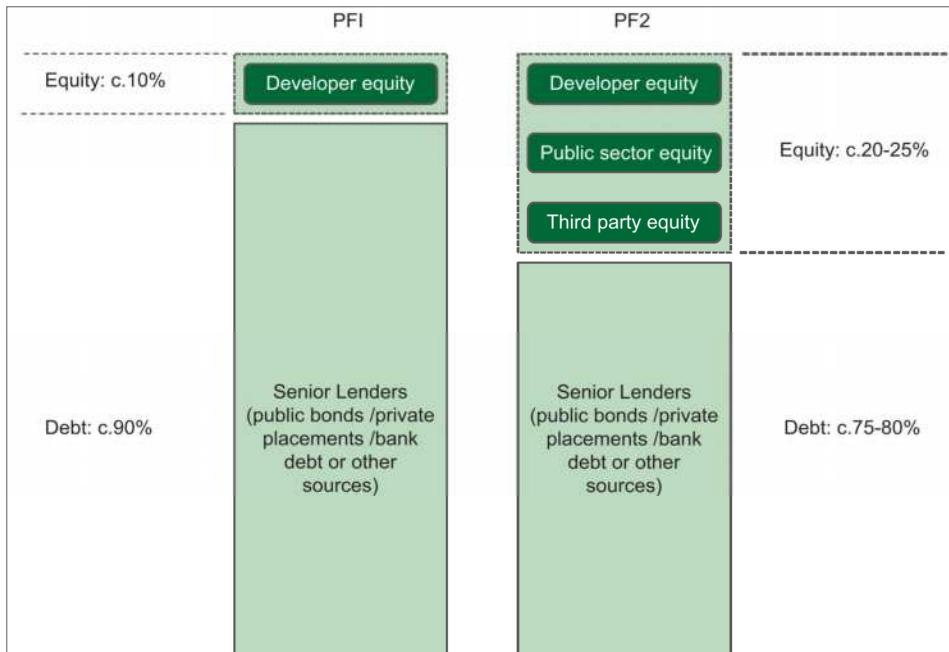 PFI
PF2
Equity: c.10%
Developer equity
Developer equity
Public sector equity
Third party equity
Equity: c.20-25%
Debt: c.90%
Senior Lenders
(public bonds /private
placements /bank
debt or other
sources)
Senior Lenders
(public bonds /private
placements /bank
debt or other
sources)
Debt: c.75-80%